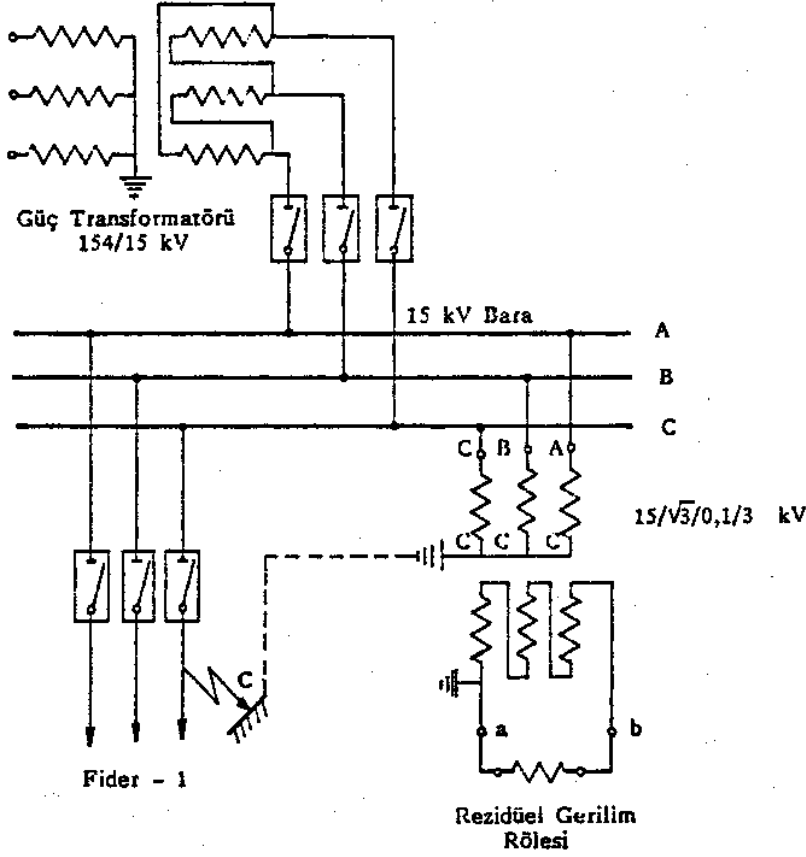 Güç Transformatörü
154/15 kV
15 kV Bara
A
B
C
C B A
15/√3/0,1/3 kV
C C C
C
a b
Fider - 1
Rezidüel Gerilim
Rölesi